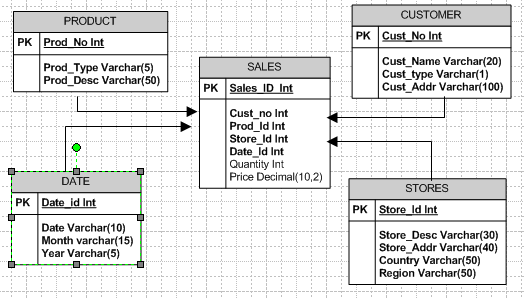 PRODUCT
PK Prod_No Int
Prod_Type Varchar(5)
Prod_Desc Varchar(50)
CUSTOMER
PK Cust_No Int
Cust_Name Varchar(20)
Cust_type Varchar(1)
Cust_Addr Varchar(100)
SALES
PK Sales_ID Int
Cust_no Int
Prod_Id Int
Store_Id Int
Date_Id Int
Quantity Int
Price Decimal(10,2)
DATE
PK Date_id Int
Date Varchar(10)
Month varchar(15)
Year Varchar(5)
STORES
PK Store_Id Int
Store_Desc Varchar(30)
Store_Addr Varchar(40)
Country Varchar(50)
Region Varchar(50)